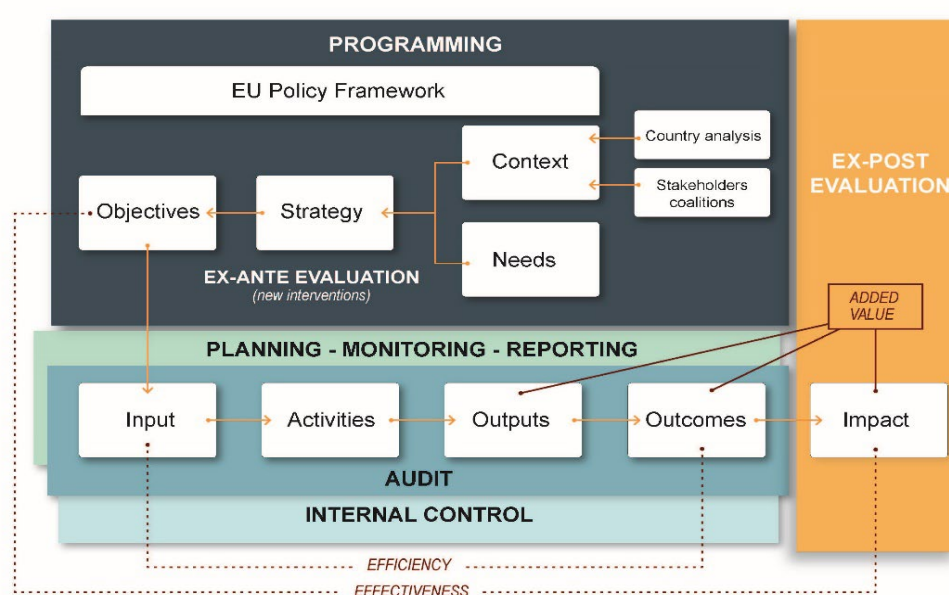 PROGRAMMING
EU Policy Framework
Context
Country analysis
Stakeholders
coalitions
EX-POST
EVALUATION
Objectives
Strategy
Needs
EX-ANTE EVALUATION
(new interventions)
ADDED
VALUE
PLANNING - MONITORING - REPORTING
Input
Activities
Outputs
Outcomes
Impact
AUDIT
INTERNAL CONTROL
EFFICIENCY
EFFECTIVENESS